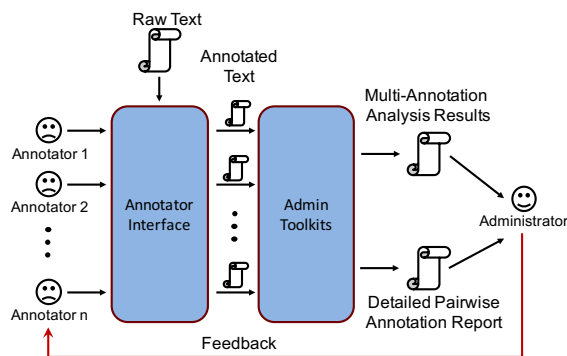 Raw Text
Annotated
Text
Multi-Annotation
Analysis Results
Annotator 1
Annotator 2
Annotator n
Annotator
Interface
Admin
Toolkits
Administrator
Detailed Pairwise
Annotation Report
Feedback